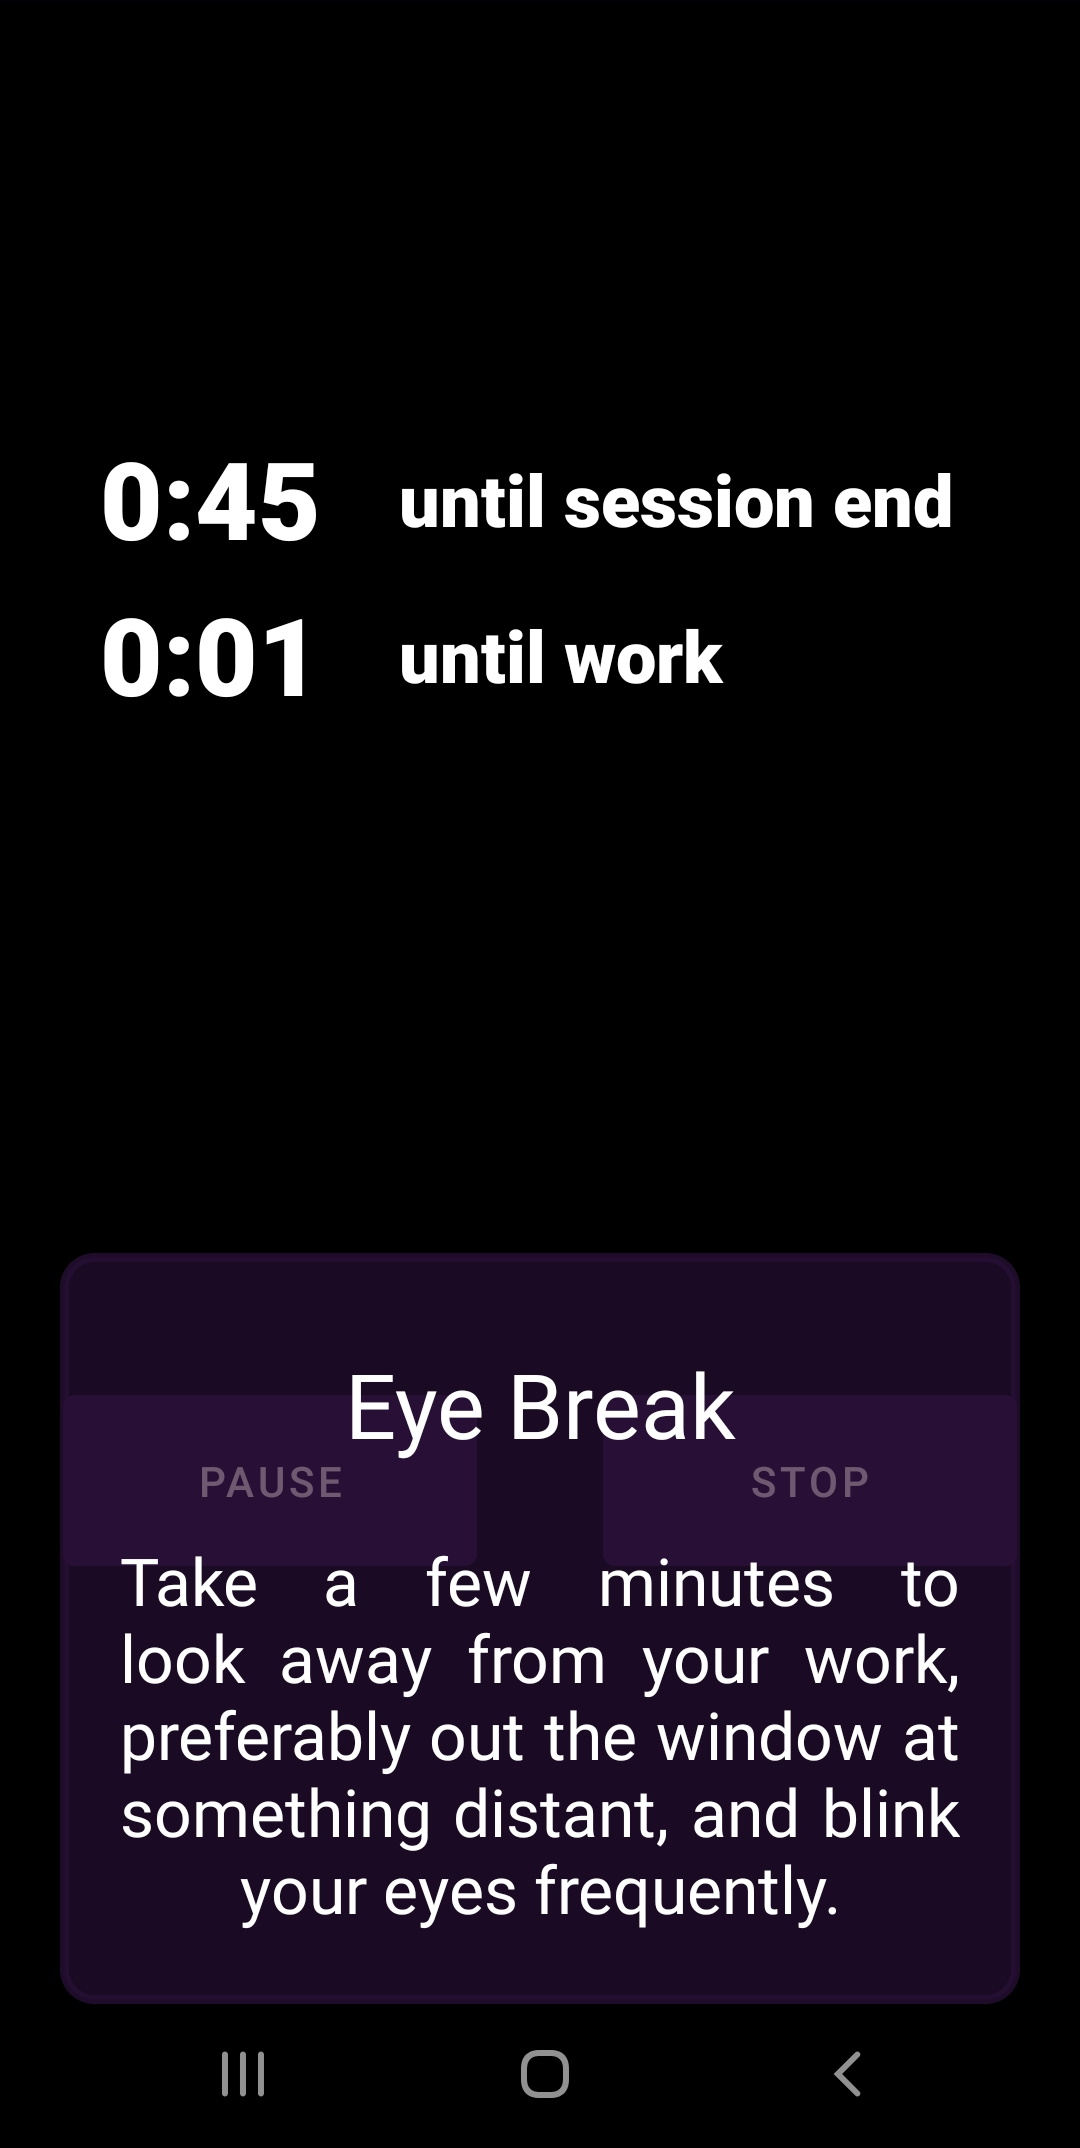 0:45 until session end
0:01 until work
Eye Break
PAUSE STOP
Take a few minutes to
look away from your work,
preferably out the window at
something distant, and blink
your eyes frequently.